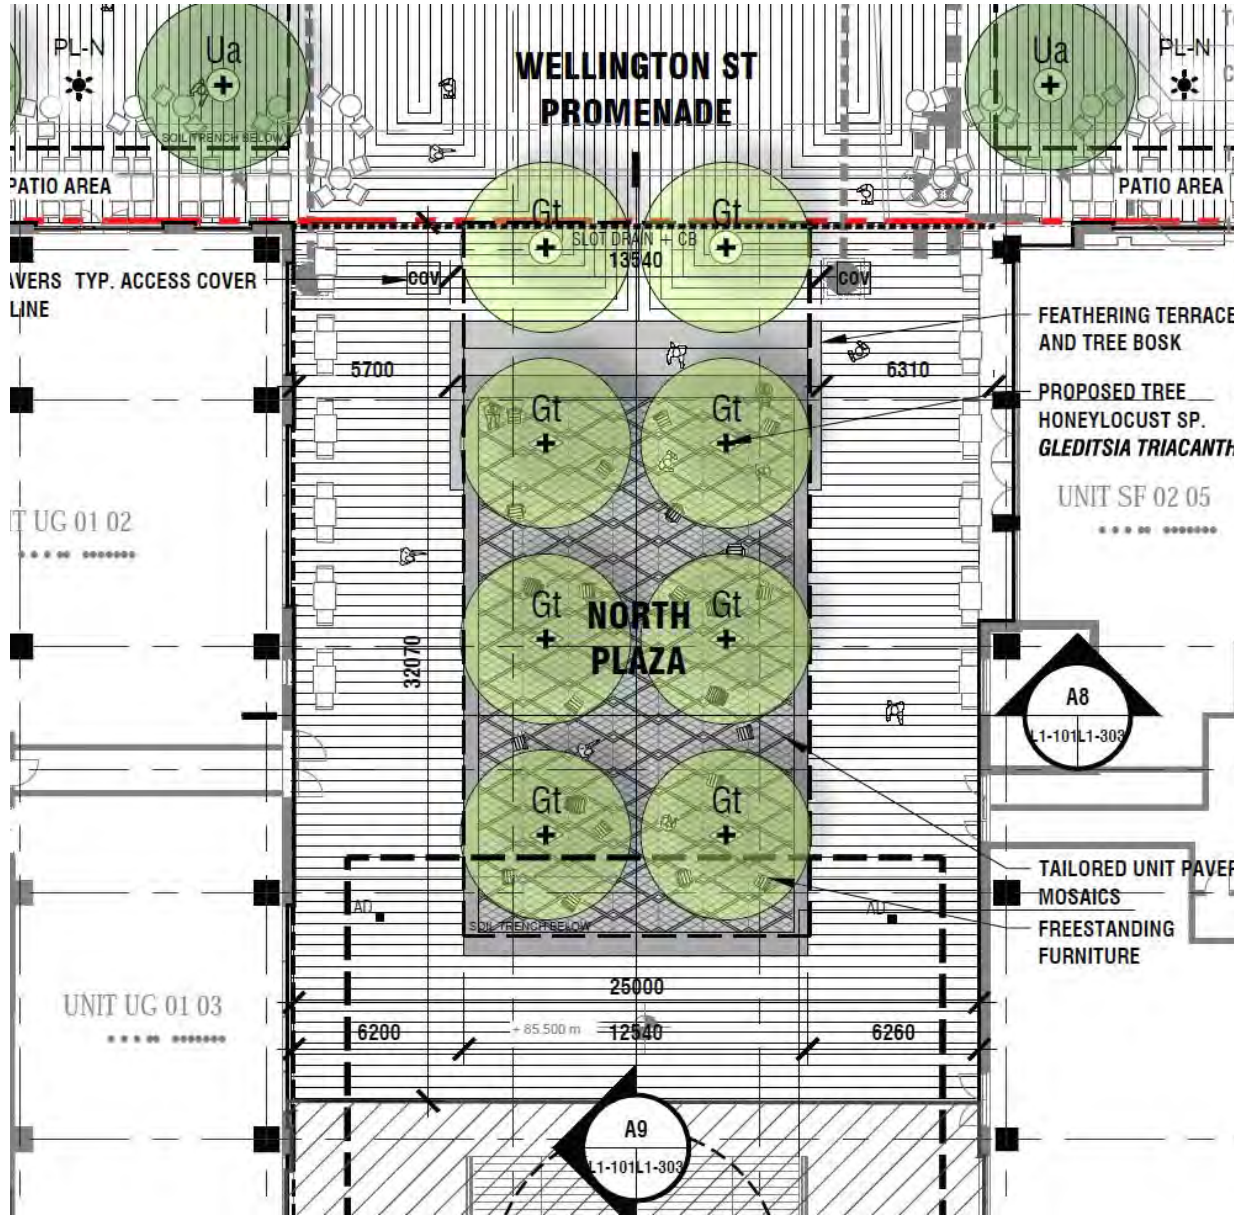 PL-N
Ua
WELLINGTON ST
PROMENADE
Ua
PL-N
SOIL TRENCH BELOW
PATIO AREA
PATIO AREA
Gt
Gt
SLOT DRAIN + CB
13540
AVERS TYP. ACCESS COVER
LINE
COV
COV
FEATHERING TERRACE
AND TREE BOSK
5700
6310
PROPOSED TREE
HONEYLOCUST SP.
GLEDITSIA TRIACANTH
Gt
Gt
UNIT SF 02 05
IT UG 01 02
Gt
Gt
NORTH
PLAZA
32070
A8
L1-101 L1-303
Gt
Gt
TAILORED UNIT PAVER
MOSAICS
FREESTANDING
FURNITURE
AD
AD
SOIL TRENCH BELOW
25000
UNIT UG 01 03
6200
+ 85.500 m
12540
6260
A9
L1-101 L1-303